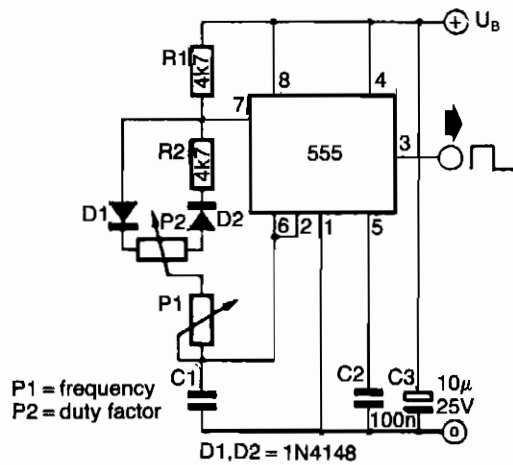 U_B
R1
4k7
8
4
7
R2
4k7
555
3
D1
P2
D2
6
2
1
5
P1
C1
C2
C3
10µ
25V
100n
0
P1 = frequency
P2 = duty factor
D1,D2 = 1N4148